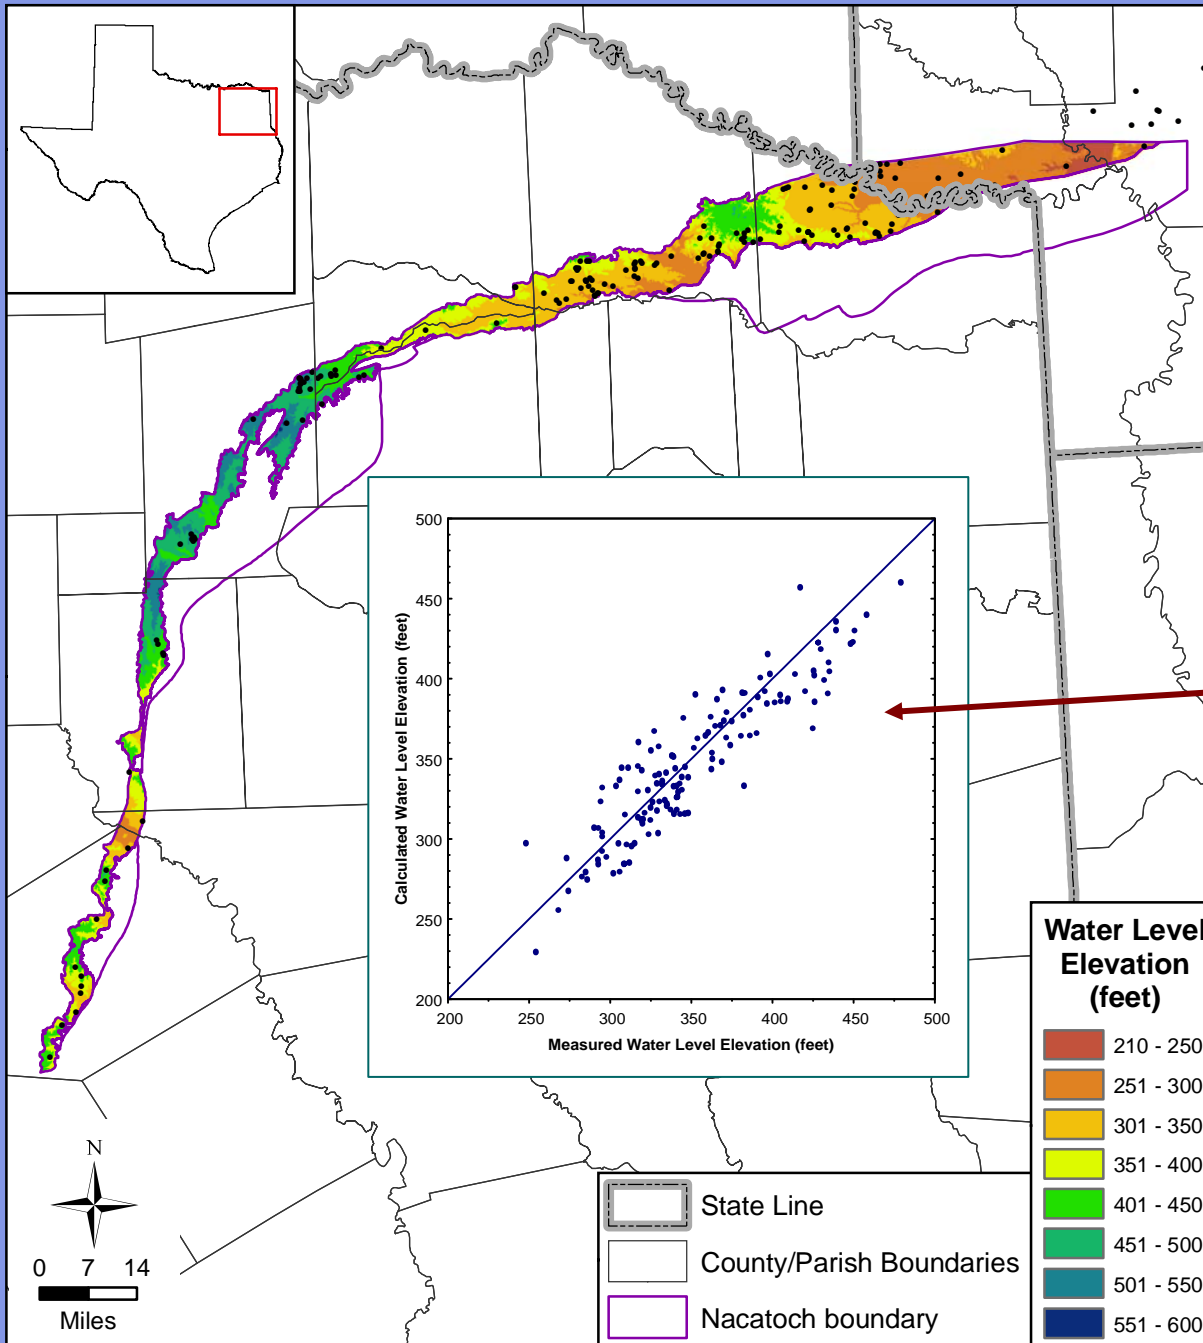 500
450
400
350
300
250
200
Calculated Water Level Elevation (feet)
200
250
300
350
400
450
500
Measured Water Level Elevation (feet)
Water Level
Elevation
(feet)
210 - 250
251 - 300
301 - 350
351 - 400
401 - 450
451 - 500
501 - 550
551 - 600
N
0 7 14
Miles
State Line
County/Parish Boundaries
Nacatoch boundary